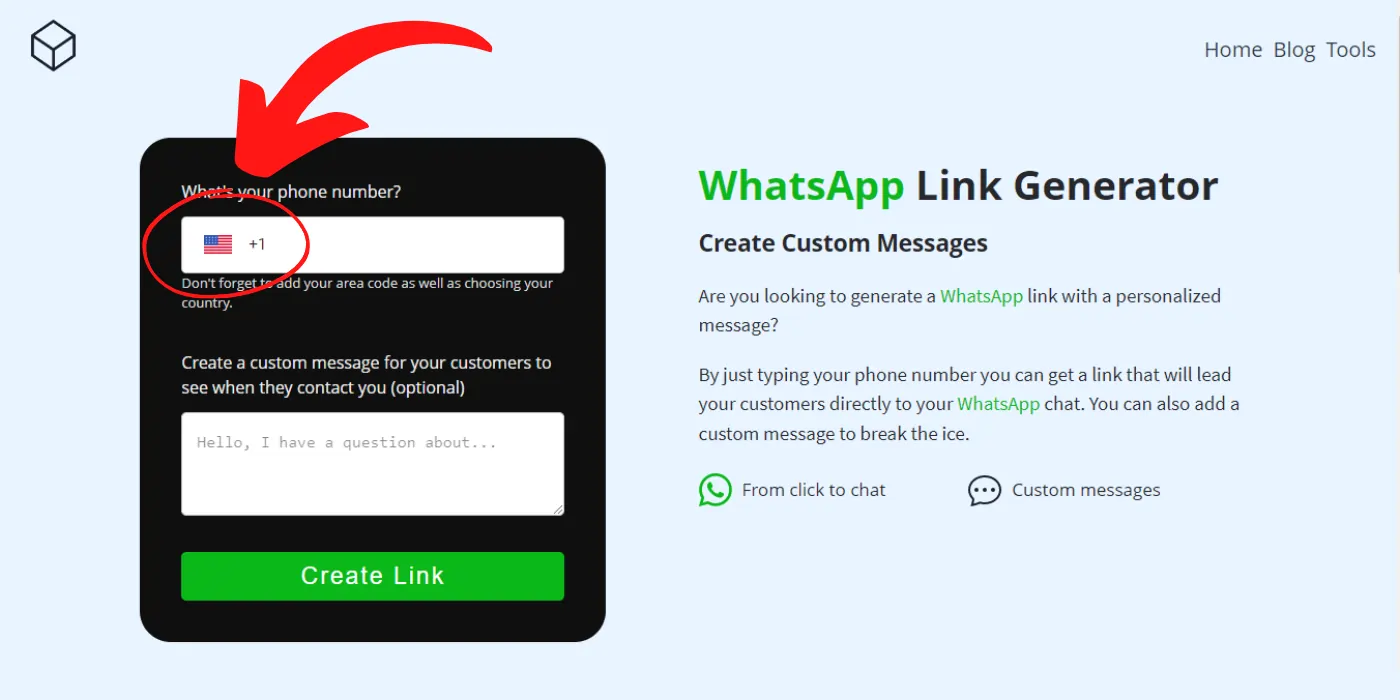 Home Blog Tools
What's your phone number?
+1
Don't forget to add your area code as well as choosing your
country.
Create a custom message for your customers to
see when they contact you (optional)
Hello, I have a question about...
Create Link
WhatsApp Link Generator
Create Custom Messages
Are you looking to generate a WhatsApp link with a personalized
message?
By just typing your phone number you can get a link that will lead
your customers directly to your WhatsApp chat. You can also add a
custom message to break the ice.
From click to chat
Custom messages